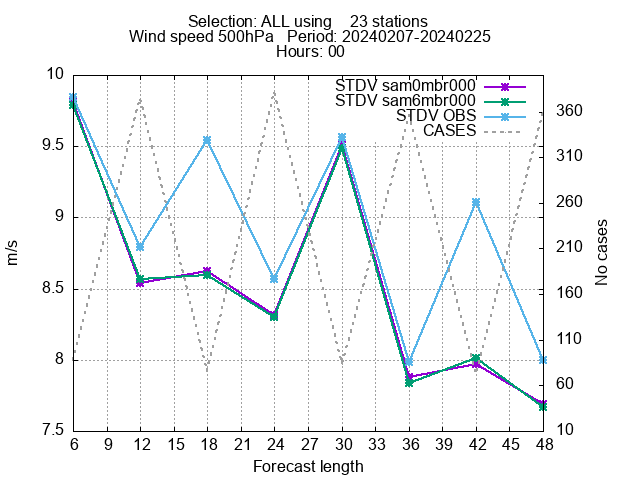 Selection: ALL using 23 stations
Wind speed 500hPa Period: 20240207-20240225
Hours: 00
STDV sam0mbr000
STDV sam6mbr000
STDV OBS
CASES
10
9.5
9
8.5
8
7.5
m/s
360
310
260
210
160
110
60
10
No cases
6 9 12 15 18 21 24 27 30 33 36 39 42 45 48
Forecast length